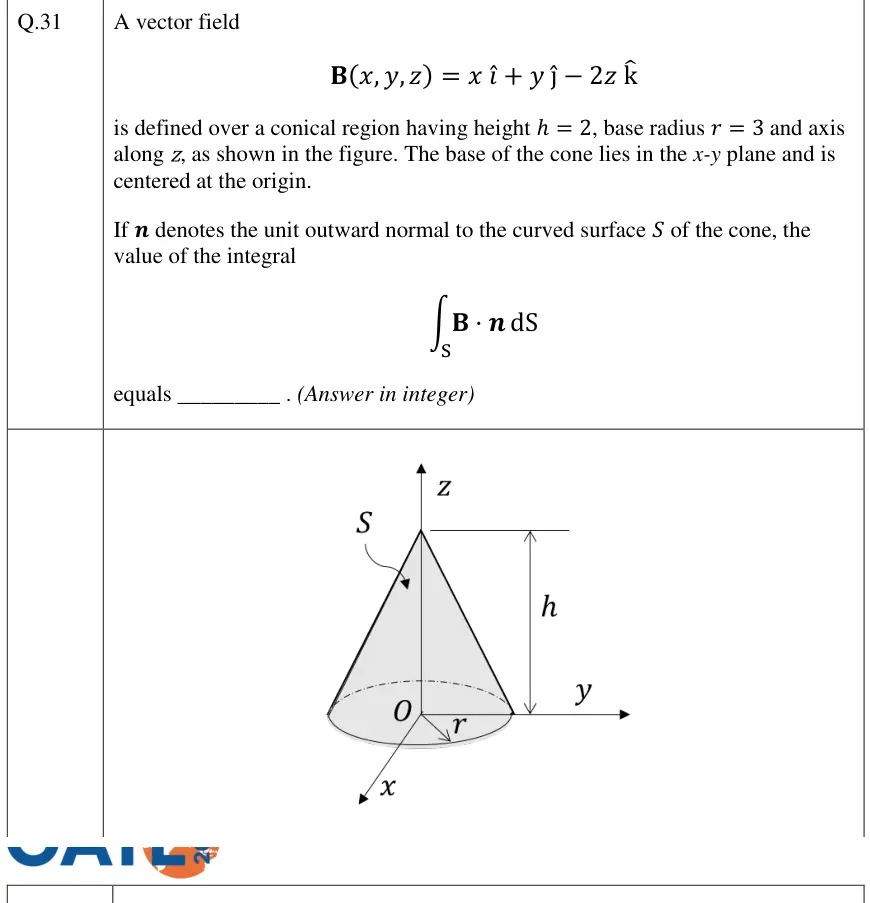 Q.31
A vector field
𝐁(x, y, z) = x î + y ĵ − 2z k̂
is defined over a conical region having height h = 2, base radius r = 3 and axis
along z, as shown in the figure. The base of the cone lies in the x-y plane and is
centered at the origin.
If n denotes the unit outward normal to the curved surface S of the cone, the
value of the integral
∫_S 𝐁 · n dS
equals _________ . (Answer in integer)
z
S
h
y
O
r
x